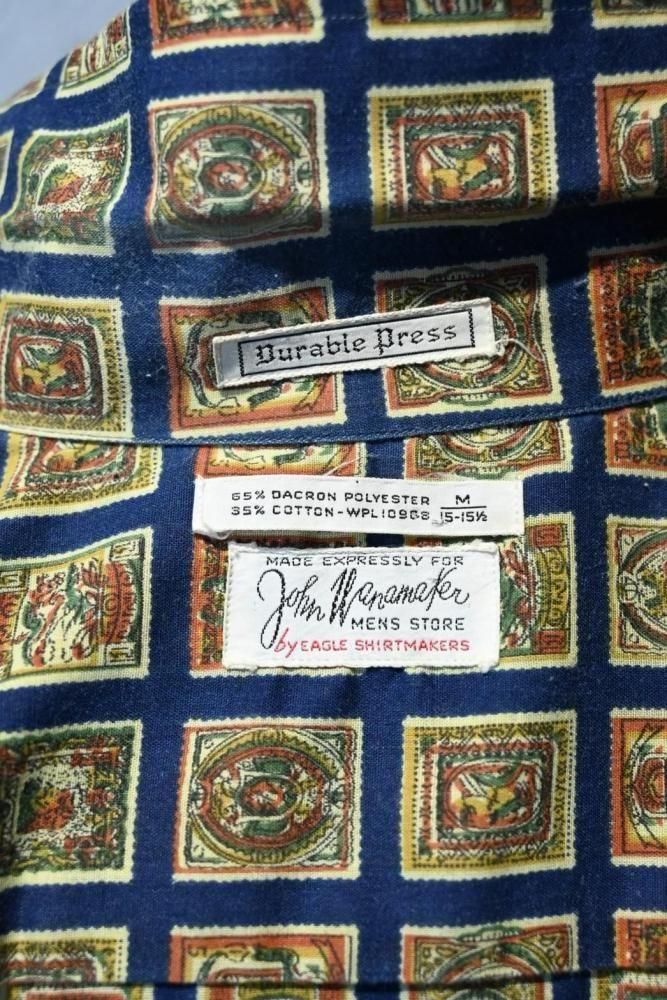 Durable Press
65% DACRON POLYESTER M
35% COTTON-WPL10908 15-15½
MADE EXPRESSLY FOR
John Wanamaker
MENS STORE
by EAGLE SHIRTMAKERS